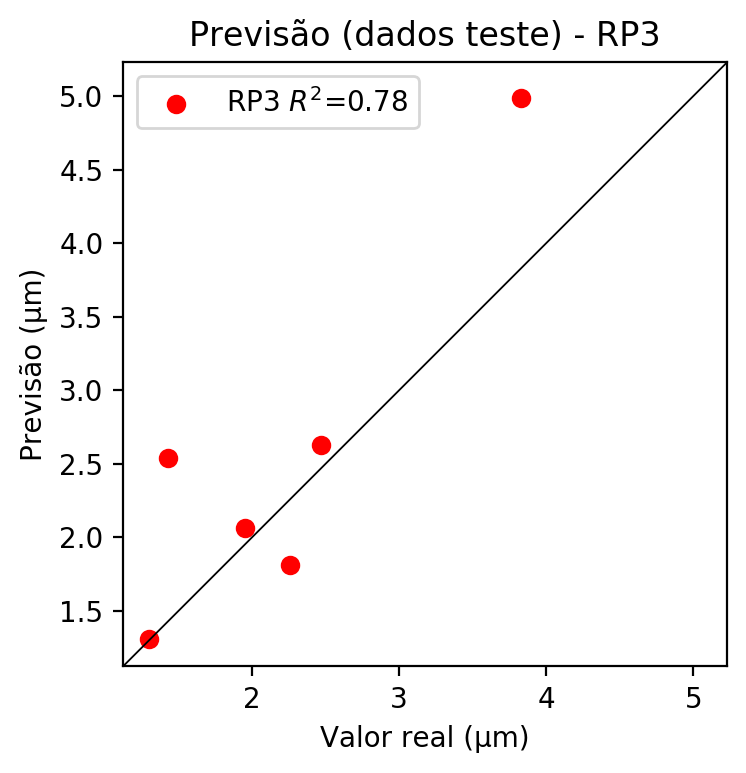 Previsão (dados teste) - RP3
RP3 R²=0.78
Previsão (µm)
5.0
4.5
4.0
3.5
3.0
2.5
2.0
1.5
2 3 4 5
Valor real (µm)